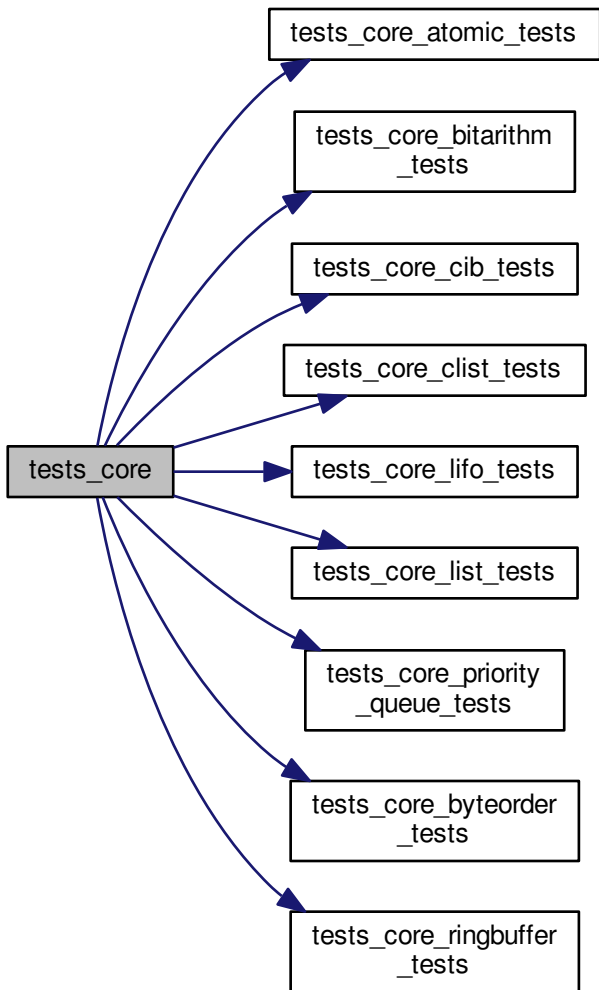 tests_core_atomic_tests
tests_core_bitarithm
_tests
tests_core_cib_tests
tests_core_clist_tests
tests_core
tests_core_lifo_tests
tests_core_list_tests
tests_core_priority
_queue_tests
tests_core_byteorder
_tests
tests_core_ringbuffer
_tests